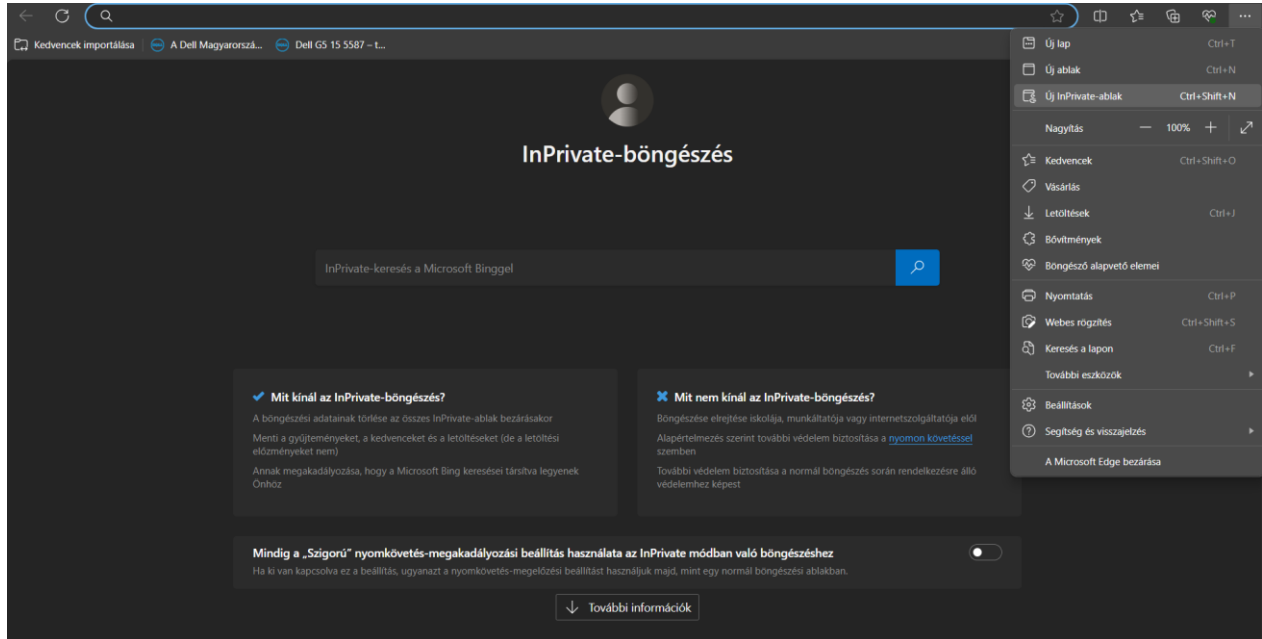 Kedvencek importálása
A Dell Magyarorszá...
Dell G5 15 5587 – t...
InPrivate-böngészés
InPrivate-keresés a Microsoft Binggel
Mit kínál az InPrivate-böngészés?
A böngészési adatainak törlése az összes InPrivate-ablak bezárásakor
Menti a gyűjteményeket, a kedvenceket és a letöltéseket (de a letöltési
előzményeket nem)
Annak megakadályozása, hogy a Microsoft Bing keresései társítva legyenek
Önhöz
Mit nem kínál az InPrivate-böngészés?
Böngészése elrejtése iskolája, munkáltatója vagy internetszolgáltatója elől
Alapértelmezés szerint további védelem biztosítása a nyomon követéssel
szemben
További védelem biztosítása a normál böngészés során rendelkezésre álló
védelemhez képest
Mindig a „Szigorú” nyomkövetés-megakadályozási beállítás használata az InPrivate módban való böngészéshez
Ha ki van kapcsolva ez a beállítás, ugyanazt a nyomkövetés-megelőzési beállítást használjuk majd, mint egy normál böngészési ablakban.
További információk
Új lap Ctrl+T
Új ablak Ctrl+N
Új InPrivate-ablak Ctrl+Shift+N
Nagyítás — 100% +
Kedvencek Ctrl+Shift+O
Vásárlás
Letöltések Ctrl+J
Bővítmények
Böngésző alapvető elemei
Nyomtatás Ctrl+P
Webes rögzítés Ctrl+Shift+S
Keresés a lapon Ctrl+F
További eszközök
Beállítások
Segítség és visszajelzés
A Microsoft Edge bezárása